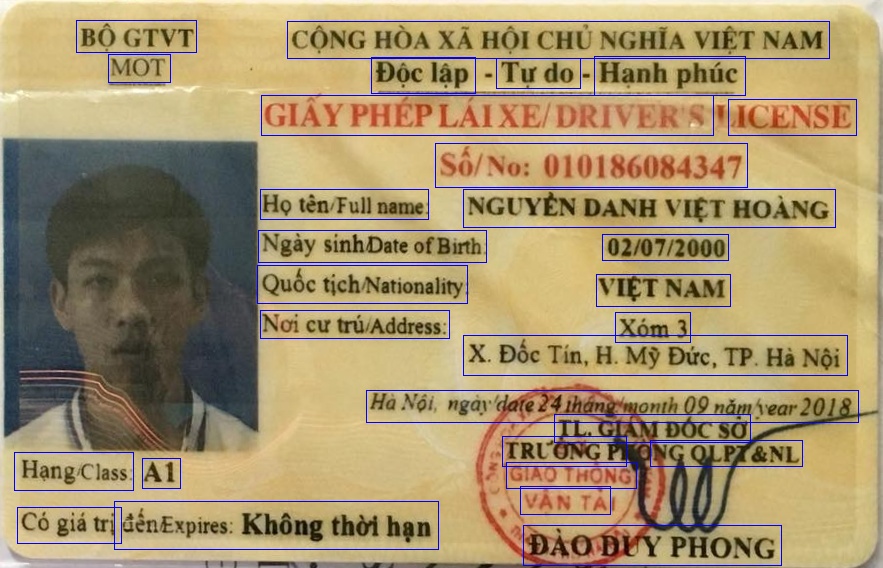 BỘ GTVT
MOT
CỘNG HÒA XÃ HỘI CHỦ NGHĨA VIỆT NAM
Độc lập - Tự do - Hạnh phúc
GIẤY PHÉP LÁI XE/ DRIVER'S LICENSE
Số/No: 010186084347
Họ tên/Full name: NGUYỄN DANH VIỆT HOÀNG
Ngày sinh/Date of Birth: 02/07/2000
Quốc tịch/Nationality: VIỆT NAM
Nơi cư trú/Address: Xóm 3
X. Đốc Tín, H. Mỹ Đức, TP. Hà Nội
Hà Nội, ngày/date 24 tháng/month 09 năm/year 2018
TL. GIÁM ĐỐC SỞ
TRƯỞNG PHÒNG QLPT&NL
GIAO THÔNG
VẬN TẢI
Hạng/Class: A1
Có giá trị đến/Expires: Không thời hạn
ĐÀO DUY PHONG